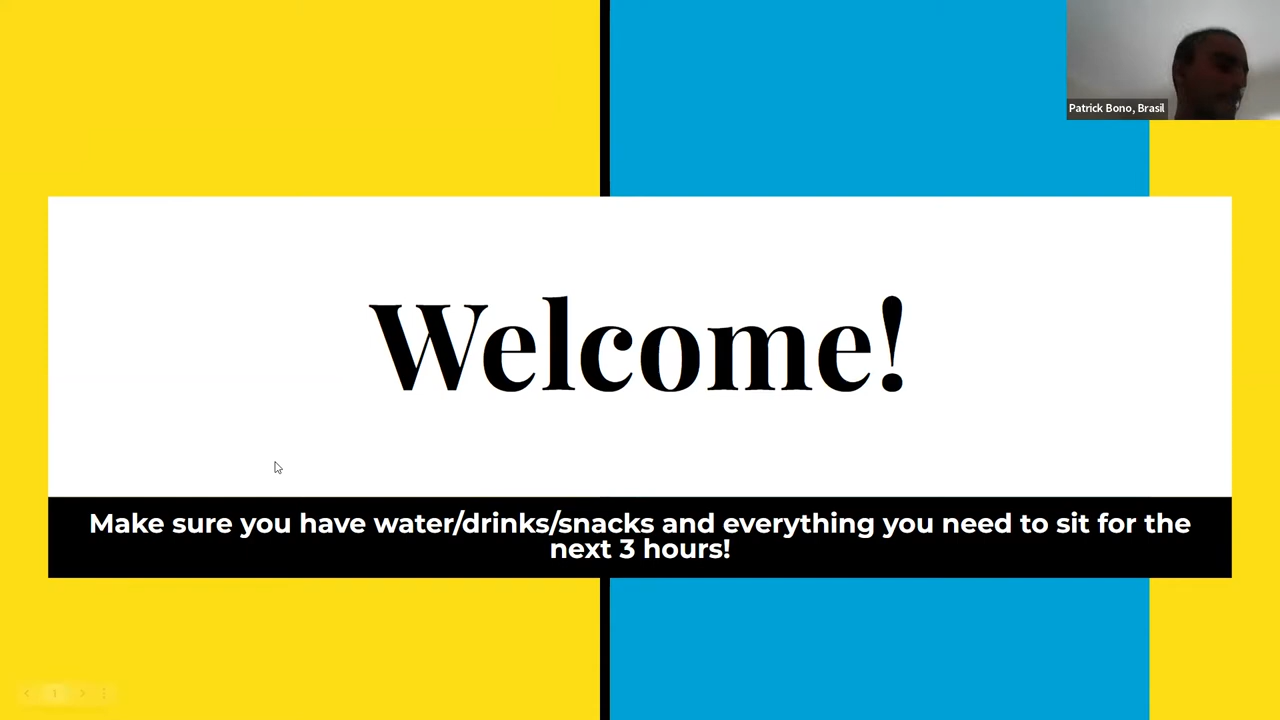 Patrick Bono, Brasil
Welcome!
Make sure you have water/drinks/snacks and everything you need to sit for the
next 3 hours!
1